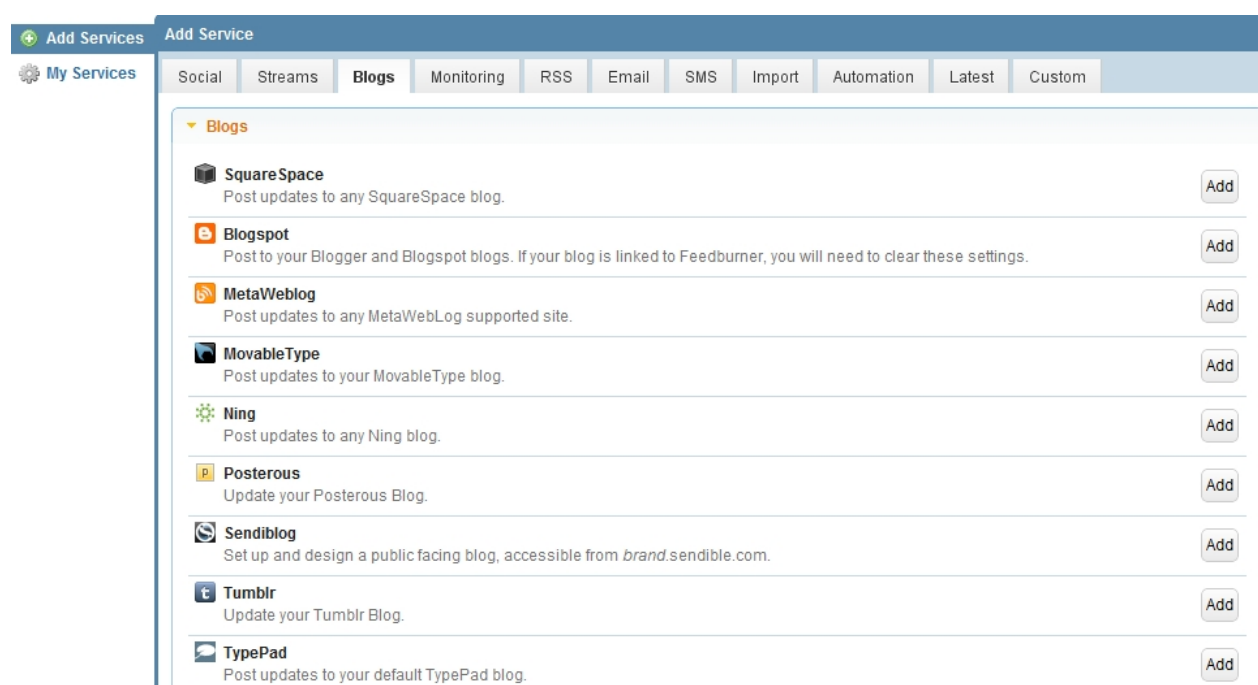 Add Services
My Services
Add Service
Social Streams Blogs Monitoring RSS Email SMS Import Automation Latest Custom
Blogs
SquareSpace
Post updates to any SquareSpace blog.
Add
Blogspot
Post to your Blogger and Blogspot blogs. If your blog is linked to Feedburner, you will need to clear these settings.
Add
MetaWeblog
Post updates to any MetaWebLog supported site.
Add
MovableType
Post updates to your MovableType blog.
Add
Ning
Post updates to any Ning blog.
Add
Posterous
Update your Posterous Blog.
Add
Sendiblog
Set up and design a public facing blog, accessible from brand.sendible.com.
Add
Tumblr
Update your Tumblr Blog.
Add
TypePad
Post updates to your default TypePad blog.
Add